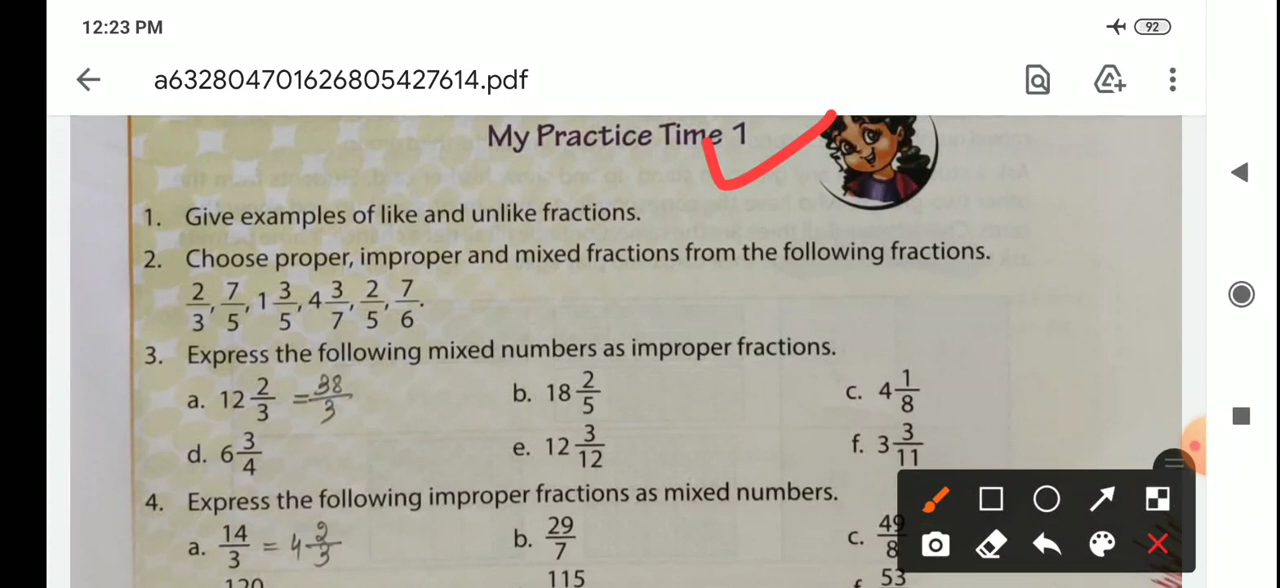 12:23 PM
92
a632804701626805427614.pdf
My Practice Time 1
1. Give examples of like and unlike fractions.
2. Choose proper, improper and mixed fractions from the following fractions.
2/3, 7/5, 1 3/5, 4 3/7, 2/5, 7/6.
3. Express the following mixed numbers as improper fractions.
a. 12 2/3 = 38/3 b. 18 2/5 c. 4 1/8
d. 6 3/4 e. 12 3/12 f. 3 3/11
4. Express the following improper fractions as mixed numbers.
a. 14/3 = 4 2/3 b. 29/7 c. 49/8
120 115 f. 53